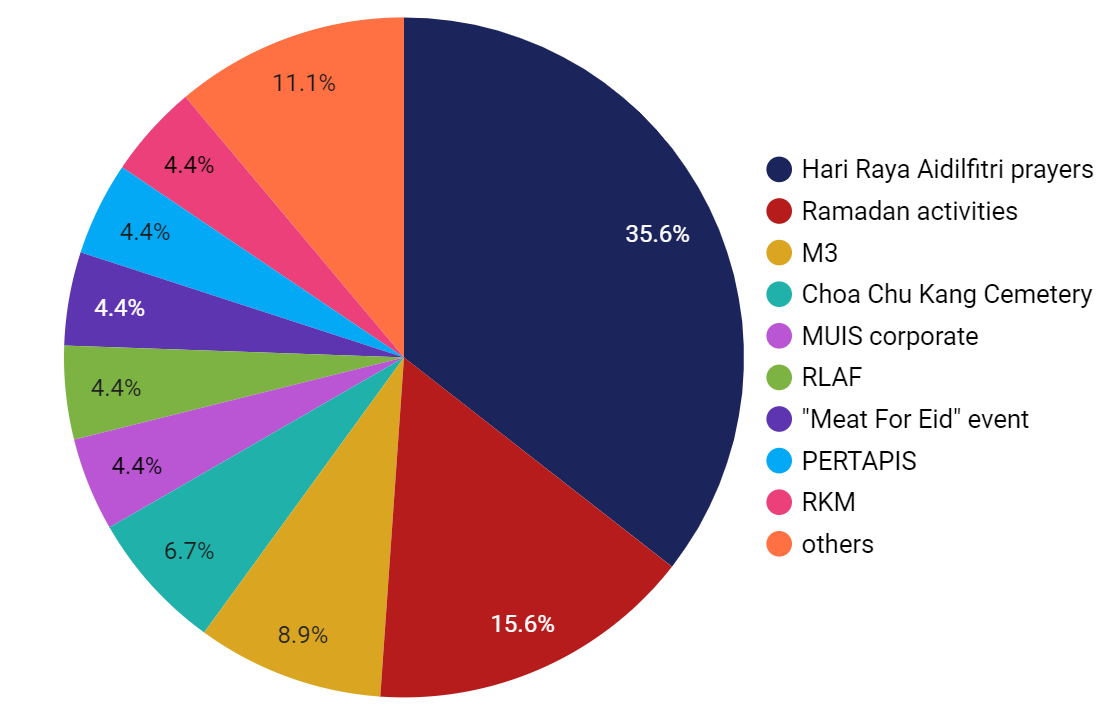 11.1%
4.4%
4.4%
4.4%
4.4%
4.4%
6.7%
8.9%
15.6%
35.6%
Hari Raya Aidilfitri prayers
Ramadan activities
M3
Choa Chu Kang Cemetery
MUIS corporate
RLAF
"Meat For Eid" event
PERTAPIS
RKM
others